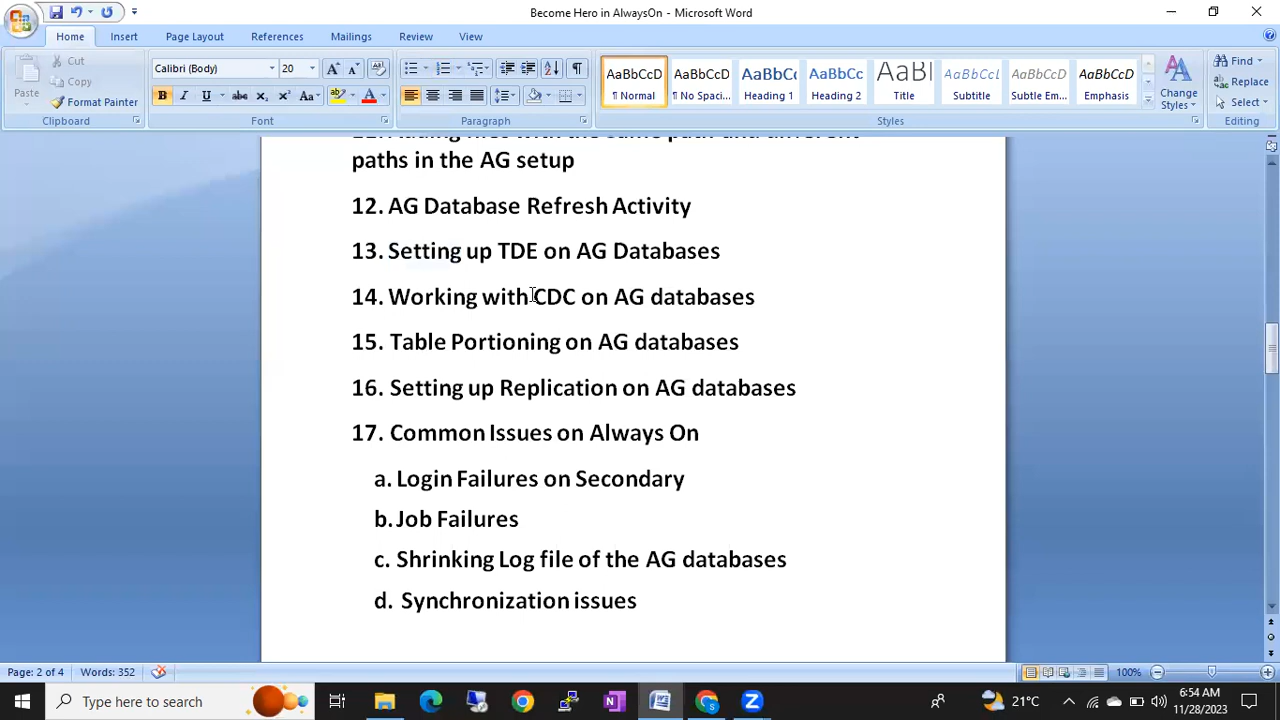 Become Hero in AlwaysOn - Microsoft Word
Home Insert Page Layout References Mailings Review View
Paste
Cut
Copy
Format Painter
Clipboard
Calibri (Body) 20
Font
Paragraph
AaBbCcD ¶ Normal
AaBbCcD ¶ No Spaci...
AaBbCc Heading 1
AaBbCc Heading 2
AaBl Title
AaBbCcL Subtitle
AaBbCcD Subtle Em...
AaBbCcD Emphasis
Change Styles
Styles
Find
Replace
Select
Editing
paths in the AG setup
12. AG Database Refresh Activity
13. Setting up TDE on AG Databases
14. Working with CDC on AG databases
15. Table Portioning on AG databases
16. Setting up Replication on AG databases
17. Common Issues on Always On
a. Login Failures on Secondary
b. Job Failures
c. Shrinking Log file of the AG databases
d. Synchronization issues
Page: 2 of 4 Words: 352 100%
Type here to search
21°C
6:54 AM
11/28/2023